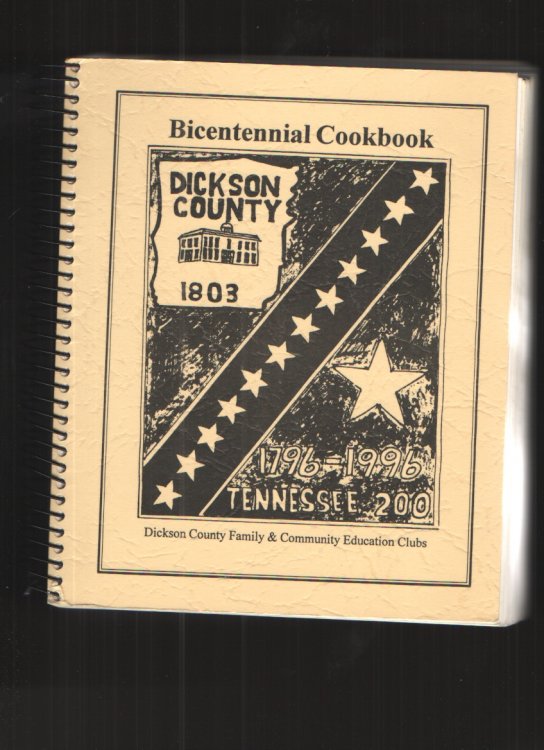 Bicentennial Cookbook
DICKSON
COUNTY
1803
1796-1996
TENNESSEE 200
Dickson County Family & Community Education Clubs